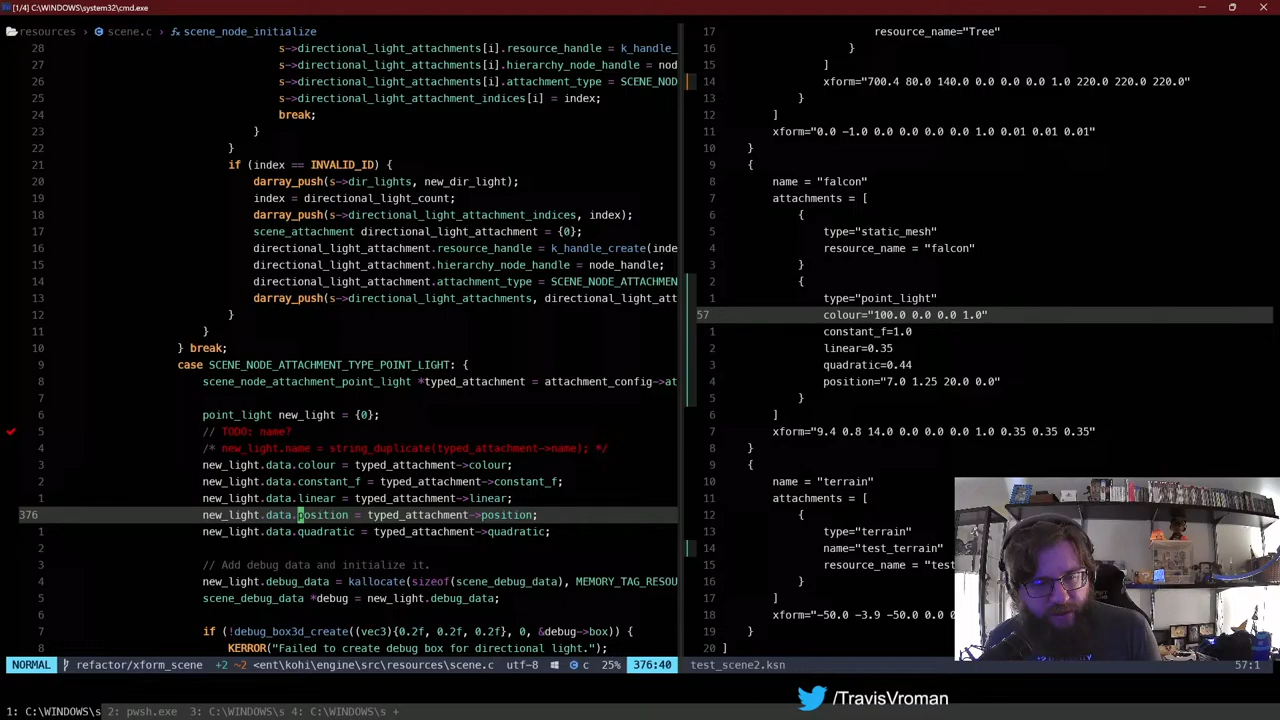 [1/4] C:\WINDOWS\system32\cmd.exe
resources > scene.c > scene_node_initialize
28 s->directional_light_attachments[i].resource_handle = k_handle_
27 s->directional_light_attachments[i].hierarchy_node_handle = nod
26 s->directional_light_attachments[i].attachment_type = SCENE_NOD
25 s->directional_light_attachment_indices[i] = index;
24 break;
23 }
22 }
21 if (index == INVALID_ID) {
20 darray_push(s->dir_lights, new_dir_light);
19 index = directional_light_count;
18 darray_push(s->directional_light_attachment_indices, index);
17 scene_attachment directional_light_attachment = {0};
16 directional_light_attachment.resource_handle = k_handle_create(inde
15 directional_light_attachment.hierarchy_node_handle = node_handle;
14 directional_light_attachment.attachment_type = SCENE_NODE_ATTACHMEN
13 darray_push(s->directional_light_attachments, directional_light_att
12 }
11 }
10 } break;
9 case SCENE_NODE_ATTACHMENT_TYPE_POINT_LIGHT: {
8 scene_node_attachment_point_light *typed_attachment = attachment_config->at
7
6 point_light new_light = {0};
5 // TODO: name?
4 /* new_light.name = string_duplicate(typed_attachment->name); */
3 new_light.data.colour = typed_attachment->colour;
2 new_light.data.constant_f = typed_attachment->constant_f;
1 new_light.data.linear = typed_attachment->linear;
376 new_light.data.position = typed_attachment->position;
1 new_light.data.quadratic = typed_attachment->quadratic;
2
3 // Add debug data and initialize it.
4 new_light.debug_data = kallocate(sizeof(scene_debug_data), MEMORY_TAG_RESOU
5 scene_debug_data *debug = new_light.debug_data;
6
7 if (!debug_box3d_create((vec3){0.2f, 0.2f, 0.2f}, 0, &debug->box)) {
8 KERROR("Failed to create debug box for directional light.");
NORMAL refactor/xform_scene +2 ~2 <ent\kohi\engine\src\resources\scene.c utf-8 c 25% 376:40
17 resource_name="Tree"
16 }
15 ]
14 xform="700.4 80.0 140.0 0.0 0.0 0.0 1.0 220.0 220.0 220.0"
13 }
12 ]
11 xform="0.0 -1.0 0.0 0.0 0.0 0.0 1.0 0.01 0.01 0.01"
10 }
9 {
8 name = "falcon"
7 attachments = [
6 {
5 type="static_mesh"
4 resource_name = "falcon"
3 }
2 {
1 type="point_light"
57 colour="100.0 0.0 0.0 1.0"
1 constant_f=1.0
2 linear=0.35
3 quadratic=0.44
4 position="7.0 1.25 20.0 0.0"
5 }
6 ]
7 xform="9.4 0.8 14.0 0.0 0.0 0.0 1.0 0.35 0.35 0.35"
8 }
9 {
10 name = "terrain"
11 attachments = [
12 {
13 type="terrain"
14 name="test_terrain"
15 resource_name = "test
16 }
17 ]
18 xform="-50.0 -3.9 -50.0 0.0 0
19 }
20 ]
test_scene2.ksn
/TravisVroman
1: C:\WINDOWS\s 2: pwsh.exe 3: C:\WINDOWS\s 4: C:\WINDOWS\s +